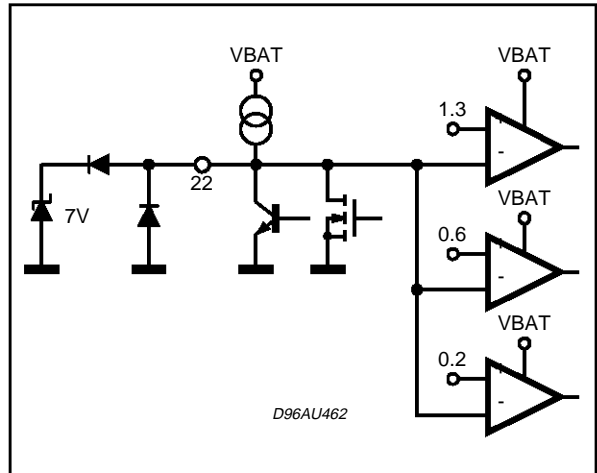 VBAT
VBAT
1.3
+
-
22
7V
VBAT
0.6
+
-
VBAT
0.2
+
-
D96AU462